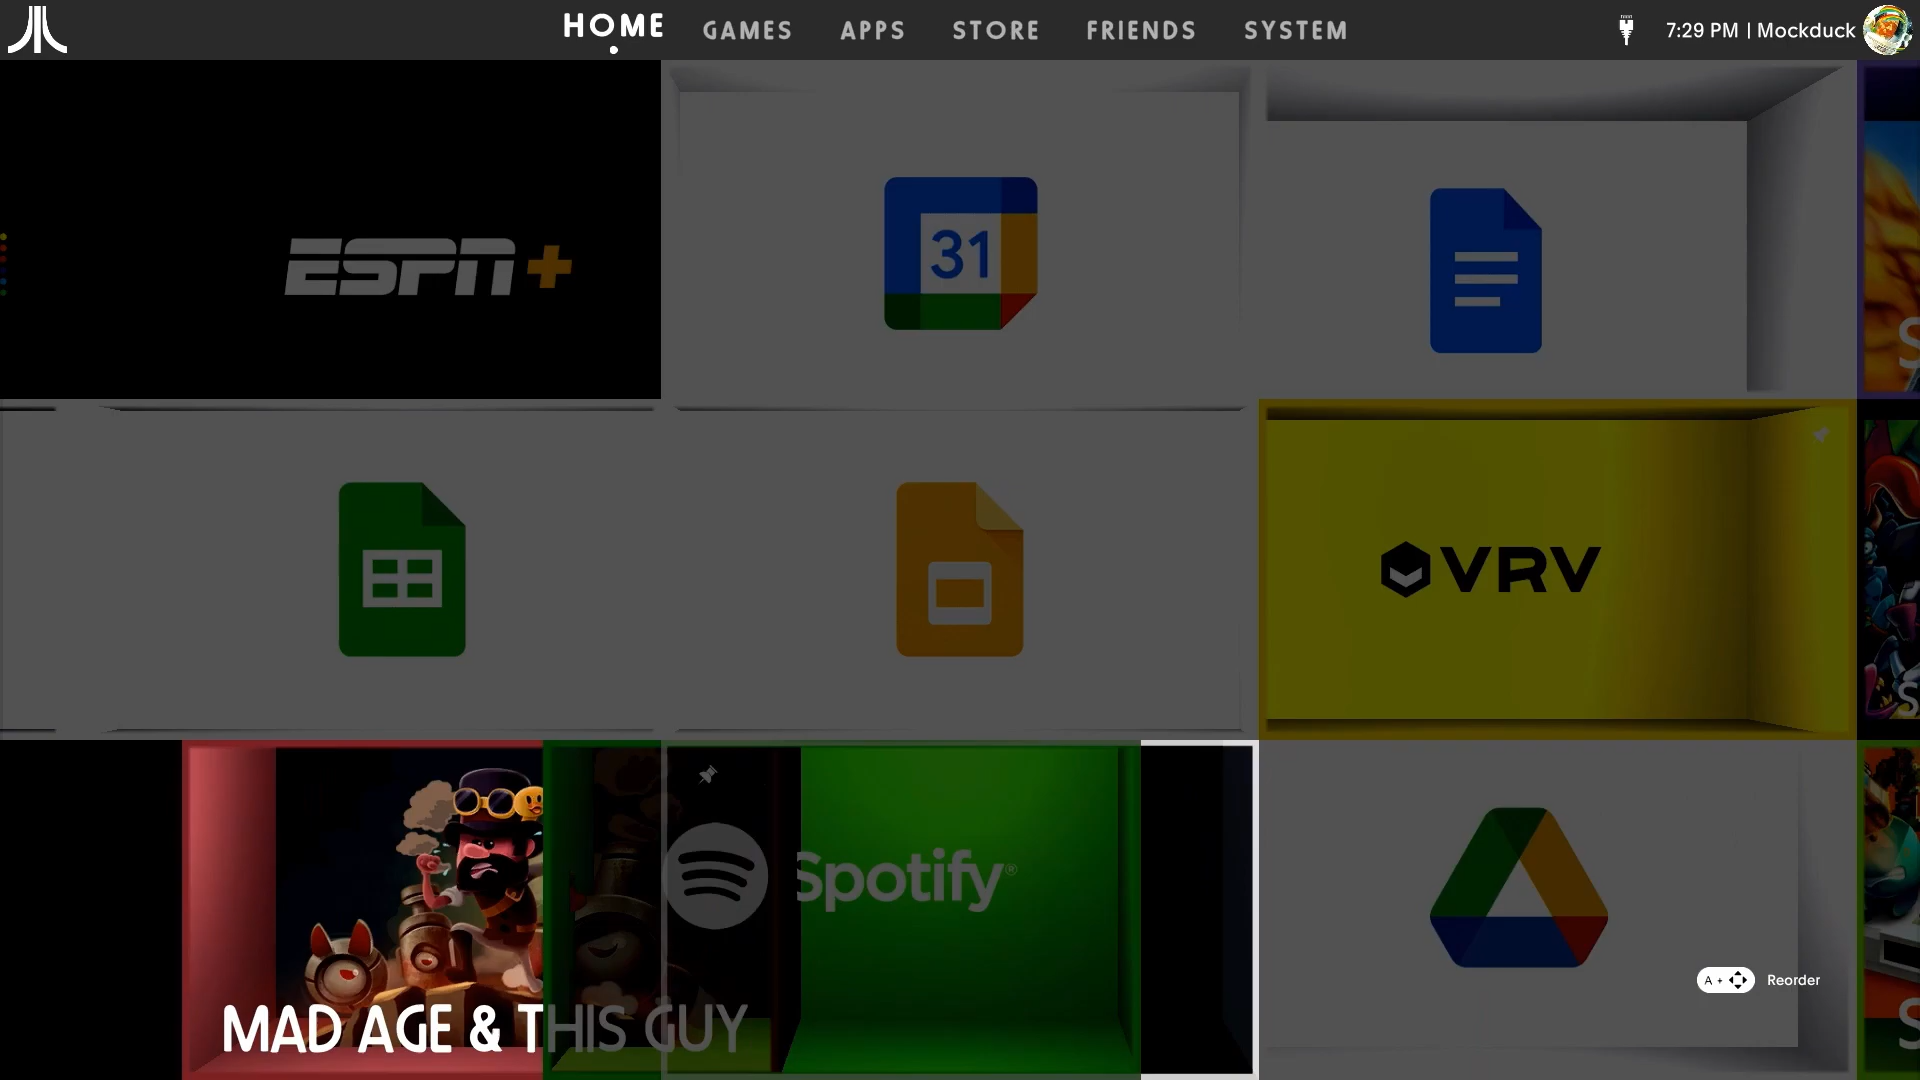 HOME GAMES APPS STORE FRIENDS SYSTEM 7:29 PM | Mockduck
ESPN+
31
VRV
Spotify®
A + Reorder
MAD AGE & THIS GUY